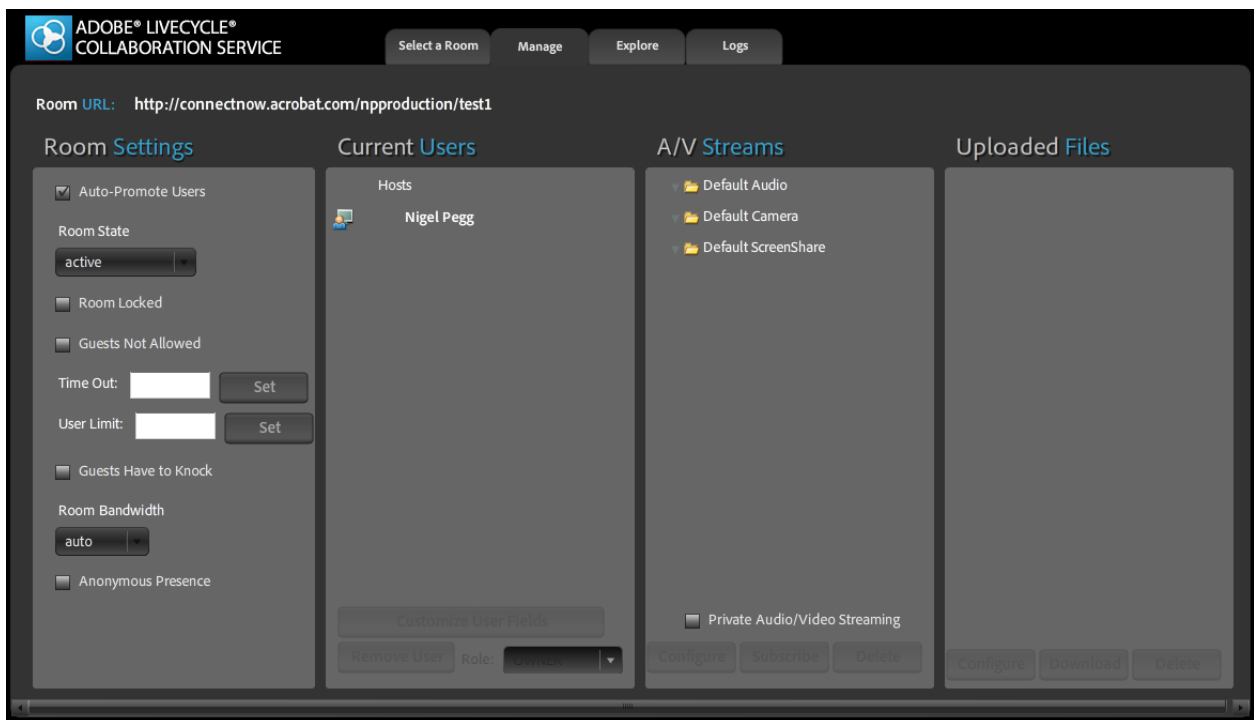 ADOBE® LIVECYCLE®
COLLABORATION SERVICE
Select a Room
Manage
Explore
Logs
Room URL: http://connectnow.acrobat.com/npproduction/test1
Room Settings
Auto-Promote Users
Room State
active
Room Locked
Guests Not Allowed
Time Out: Set
User Limit: Set
Guests Have to Knock
Room Bandwidth
auto
Anonymous Presence
Current Users
Hosts
Nigel Pegg
Customize User Fields
Remove User Role: OWNER
A/V Streams
Default Audio
Default Camera
Default ScreenShare
Private Audio/Video Streaming
Configure Subscribe Delete
Uploaded Files
Configure Download Delete